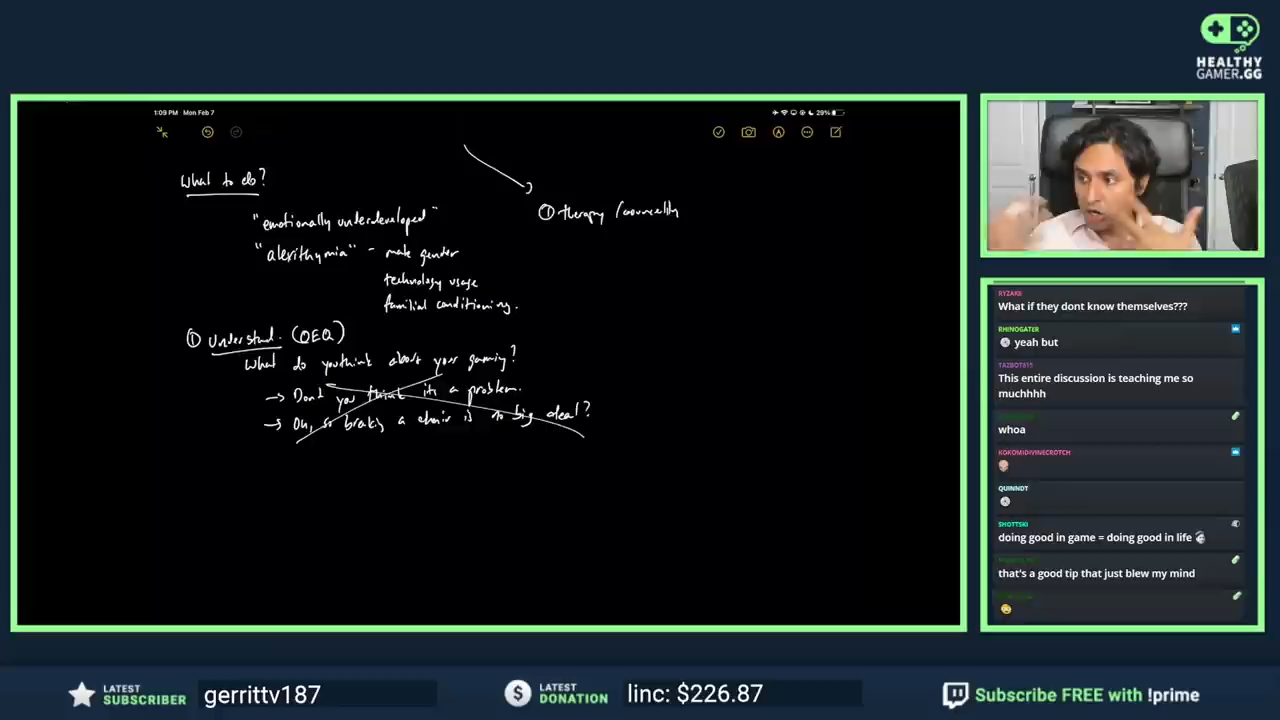 HEALTHY
GAMER.GG
1:09 PM Mon Feb 7
29%
What to do?
"emotionally underdeveloped"
① therapy /
"alexithymia" - male gender
technology usage
familial conditioning.
① Understand. (OEQ)
What do you think about your gaming?
→ Don't you think its a problem.
→ Oh, so breaking a chair is no big deal?
RYZAKB
What if they dont know themselves???
RHINOGATER
yeah but
TAZBOT815
This entire discussion is teaching me so
muchhhh
whoa
KOKOMIDIVINECROTCH
QUINNDT
SHOTTSKI
doing good in game = doing good in life
that's a good tip that just blew my mind
LATEST
SUBSCRIBER
gerrittv187
$
LATEST
DONATION
linc: $226.87
Subscribe FREE with !prime